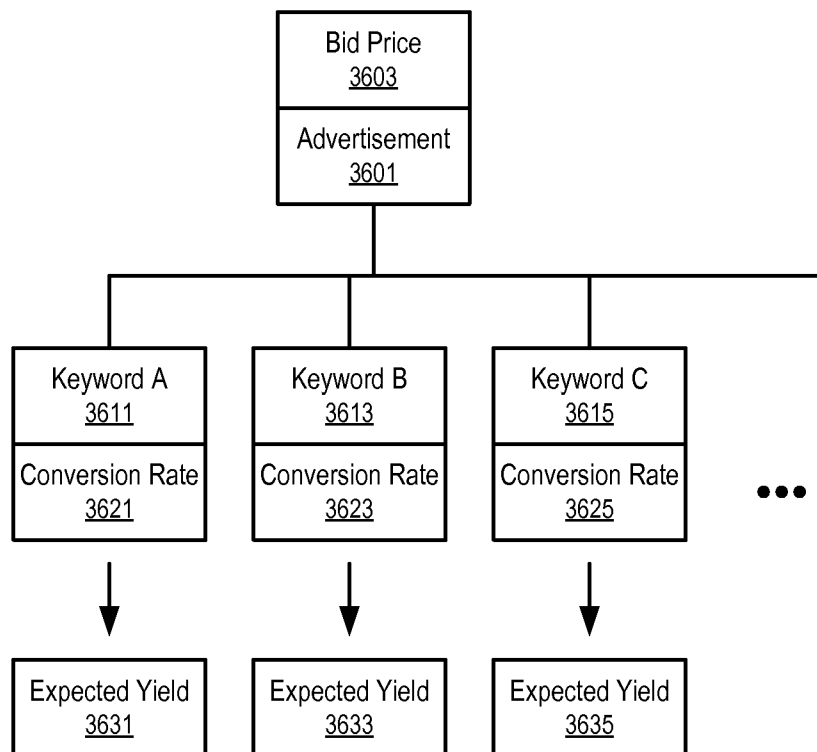 Bid Price
3603
Advertisement
3601
Keyword A
3611
Conversion Rate
3621
Keyword B
3613
Conversion Rate
3623
Keyword C
3615
Conversion Rate
3625
Expected Yield
3631
Expected Yield
3633
Expected Yield
3635